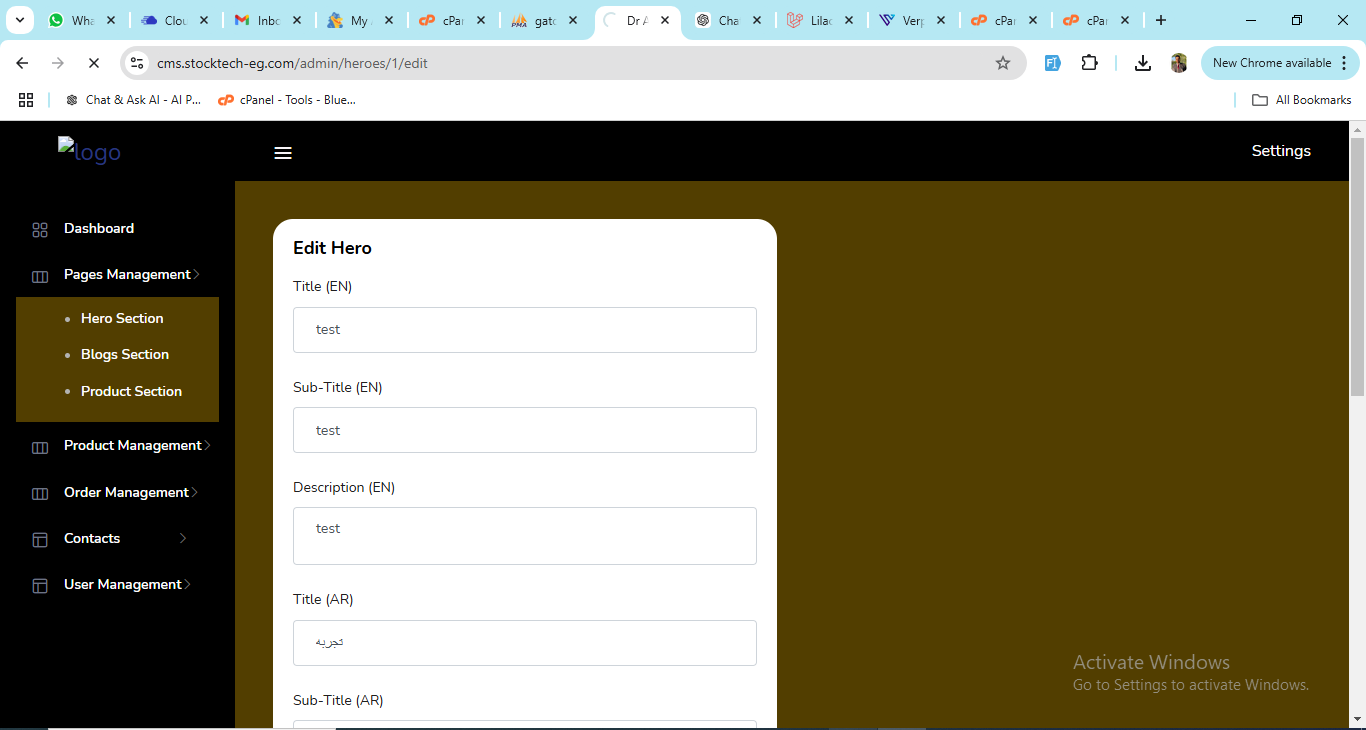 Wha
Clou
Inbo
My A
cPa
gato
Dr A
Cha
Lilac
Verp
cPar
cPar
cms.stocktech-eg.com/admin/heroes/1/edit
New Chrome available
Chat & Ask AI - AI P...
cPanel - Tools - Blue...
All Bookmarks
logo
Settings
Dashboard
Pages Management
Hero Section
Blogs Section
Product Section
Product Management
Order Management
Contacts
User Management
Edit Hero
Title (EN)
test
Sub-Title (EN)
test
Description (EN)
test
Title (AR)
تجربه
Sub-Title (AR)
Activate Windows
Go to Settings to activate Windows.